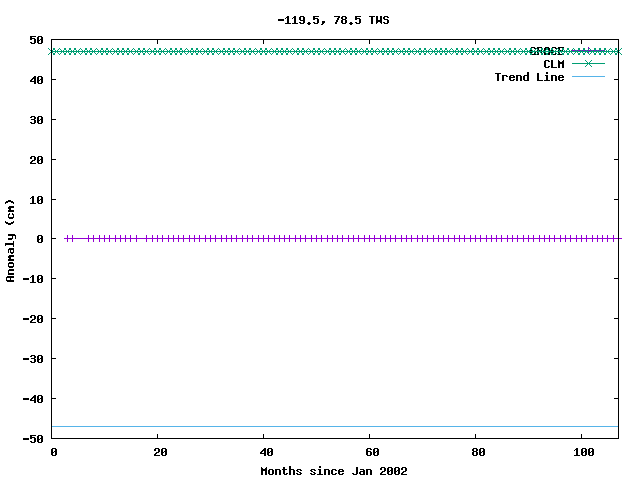 -119.5, 78.5 TWS
50
40
30
20
10
0
-10
-20
-30
-40
-50
Anomaly (cm)
GRACE
CLM
Trend Line
0 20 40 60 80 100
Months since Jan 2002